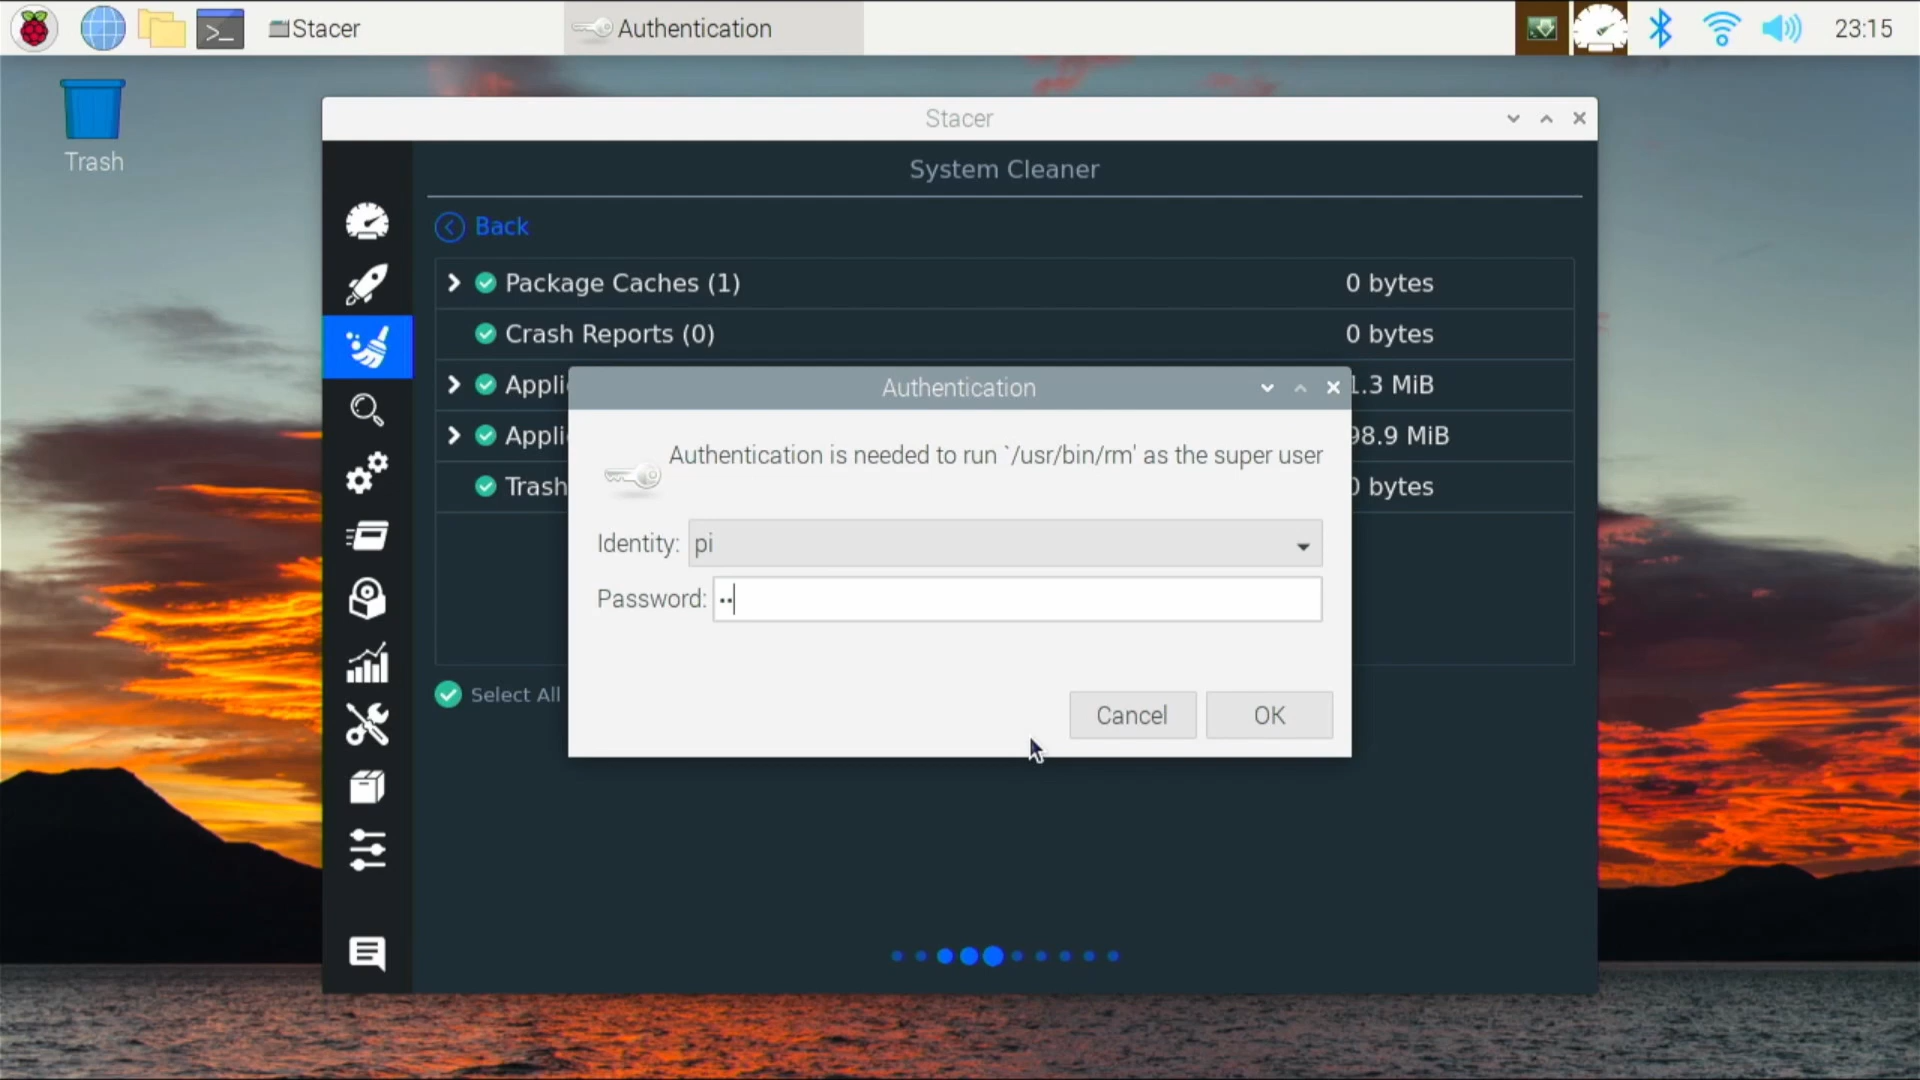 Stacer
Authentication
23:15
Trash
Stacer
System Cleaner
Back
Package Caches (1)
0 bytes
Crash Reports (0)
0 bytes
Appli
1.3 MiB
Appli
98.9 MiB
Trash
0 bytes
Authentication
Authentication is needed to run `/usr/bin/rm' as the super user
Identity: pi
Password: ••
Cancel
OK
Select All